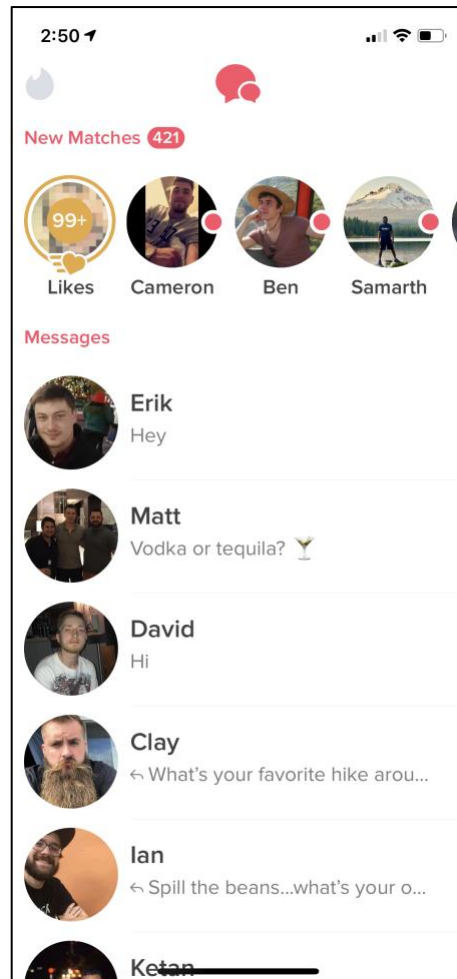 2:50
New Matches 421
99+
Likes Cameron Ben Samarth
Messages
Erik
Hey
Matt
Vodka or tequila? 🍸
David
Hi
Clay
What's your favorite hike arou...
Ian
Spill the beans...what's your o...
Ketan